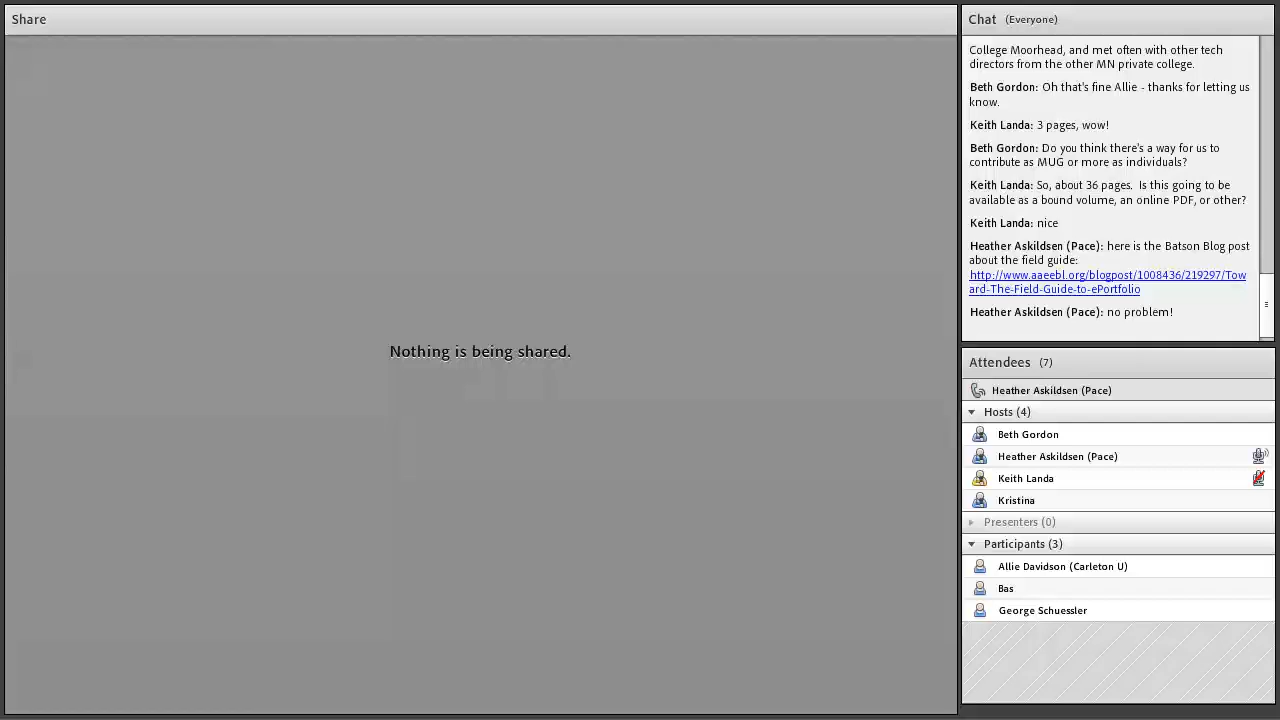 Share
Nothing is being shared.
Chat (Everyone)
College Moorhead, and met often with other tech
directors from the other MN private college.
Beth Gordon: Oh that's fine Allie - thanks for letting us
know.
Keith Landa: 3 pages, wow!
Beth Gordon: Do you think there's a way for us to
contribute as MUG or more as individuals?
Keith Landa: So, about 36 pages.  Is this going to be
available as a bound volume, an online PDF, or other?
Keith Landa: nice
Heather Askildsen (Pace): here is the Batson Blog post
about the field guide:
http://www.aaeebl.org/blogpost/1008436/219297/Tow
ard-The-Field-Guide-to-ePortfolio
Heather Askildsen (Pace): no problem!
Attendees (7)
Heather Askildsen (Pace)
Hosts (4)
Beth Gordon
Heather Askildsen (Pace)
Keith Landa
Kristina
Presenters (0)
Participants (3)
Allie Davidson (Carleton U)
Bas
George Schuessler